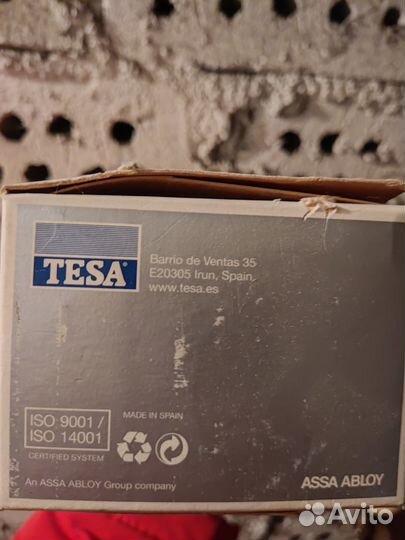 TESA®
Barrio de Ventas 35
E20305 Irun, Spain.
www.tesa.es
ISO 9001 /
ISO 14001
CERTIFIED SYSTEM
MADE IN SPAIN
An ASSA ABLOY Group company
ASSA ABLOY
Avito